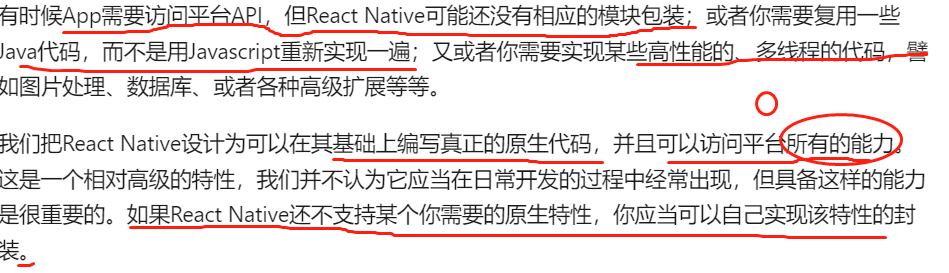 有时候App需要访问平台API，但React Native可能还没有相应的模块包装；或者你需要复用一些
Java代码，而不是用Javascript重新实现一遍；又或者你需要实现某些高性能的、多线程的代码，譬
如图片处理、数据库、或者各种高级扩展等等。
我们把React Native设计为可以在其基础上编写真正的原生代码，并且可以访问平台所有的能力。
这是一个相对高级的特性，我们并不认为它应当在日常开发的过程中经常出现，但具备这样的能力
是很重要的。如果React Native还不支持某个你需要的原生特性，你应当可以自己实现该特性的封
装。